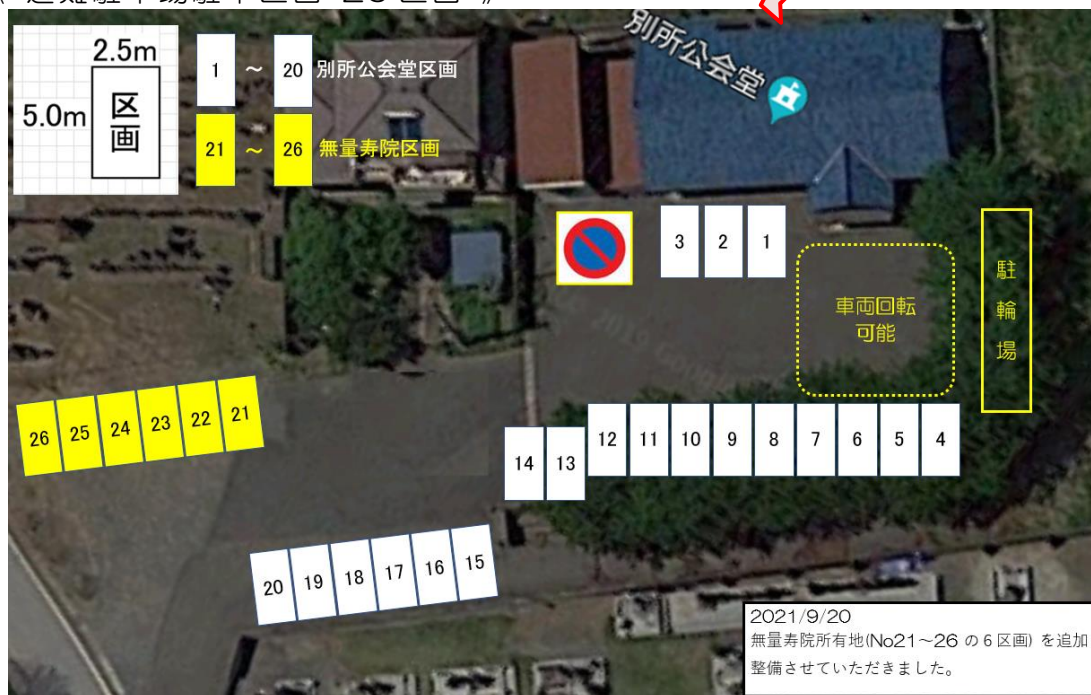 2.5m
5.0m
区
画
1 ～ 20 別所公会堂区画
21 ～ 26 無量寿院区画
別所公会堂
3 2 1
車両回転
可能
駐
輪
場
26 25 24 23 22 21
14 13 12 11 10 9 8 7 6 5 4
20 19 18 17 16 15
2021/9/20
無量寿院所有地(No21～26 の6区画) を追加
整備させていただきました。